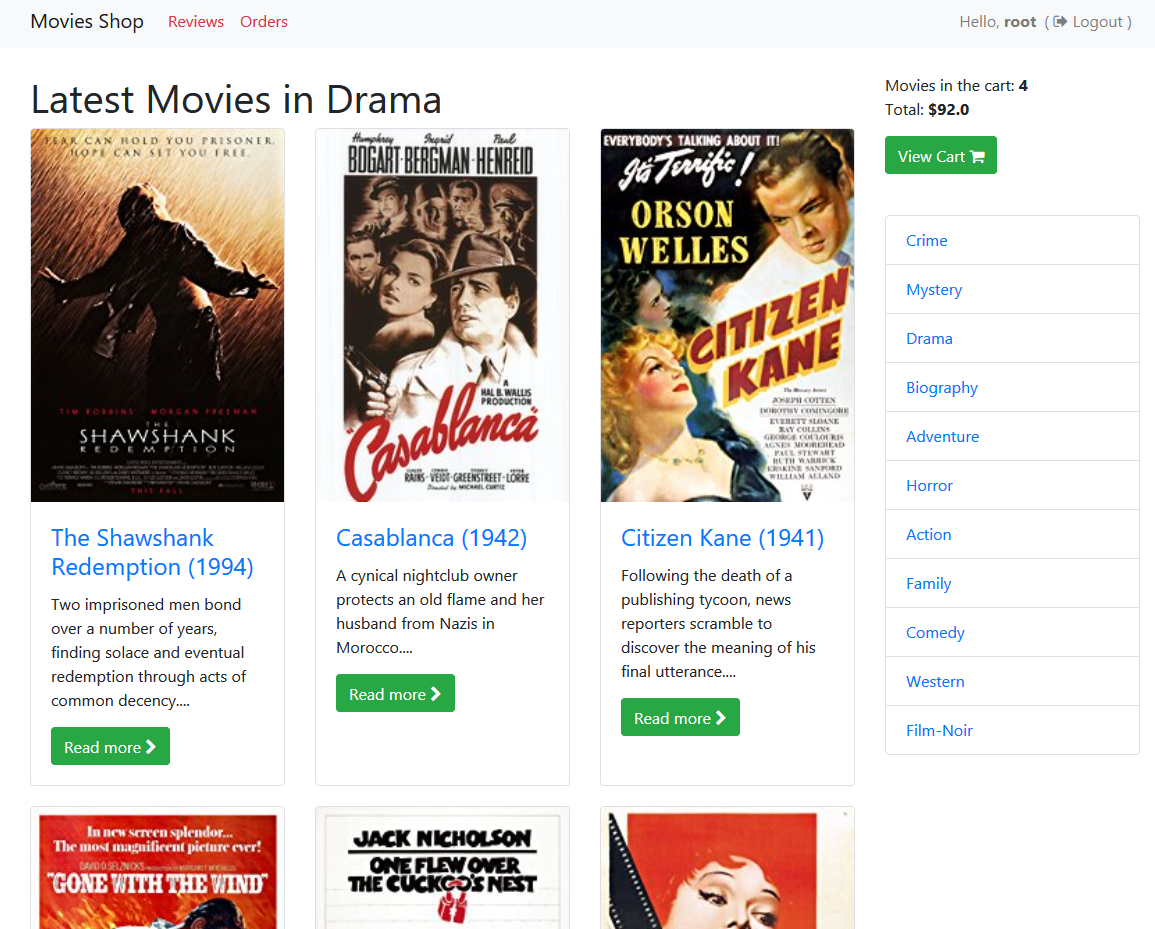 Movies Shop Reviews Orders Hello, root ( Logout )
Latest Movies in Drama
FEAR CAN HOLD YOU PRISONER.
HOPE CAN SET YOU FREE.
TIM ROBBINS MORGAN FREEMAN
THE
SHAWSHANK
REDEMPTION
THIS FALL
The Shawshank
Redemption (1994)
Two imprisoned men bond
over a number of years,
finding solace and eventual
redemption through acts of
common decency....
Read more
Humphrey Ingrid Paul
BOGART·BERGMAN·HENREID
A
HAL B. WALLIS
PRODUCTION
"Casablanca"
CLAUDE CONRAD SYDNEY PETER
RAINS·VEIDT·GREENSTREET·LORRE
Directed by MICHAEL CURTIZ
Casablanca (1942)
A cynical nightclub owner
protects an old flame and her
husband from Nazis in
Morocco....
Read more
EVERYBODY'S TALKING ABOUT IT!
It's Terrific!
ORSON
WELLES
CITIZEN
KANE
The Mercury Actors
JOSEPH COTTEN
DOROTHY COMINGORE
EVERETT SLOANE
RAY COLLINS
GEORGE COULOURIS
AGNES MOOREHEAD
PAUL STEWART
RUTH WARRICK
ERSKINE SANFORD
WILLIAM ALLAND
Citizen Kane (1941)
Following the death of a
publishing tycoon, news
reporters scramble to
discover the meaning of his
final utterance....
Read more
In new screen splendor...
The most magnificent picture ever!
DAVID O. SELZNICK'S
"GONE WITH THE WIND"
JACK NICHOLSON
ONE FLEW OVER
THE CUCKOO'S NEST
Movies in the cart: 4
Total: $92.0
View Cart
Crime
Mystery
Drama
Biography
Adventure
Horror
Action
Family
Comedy
Western
Film-Noir